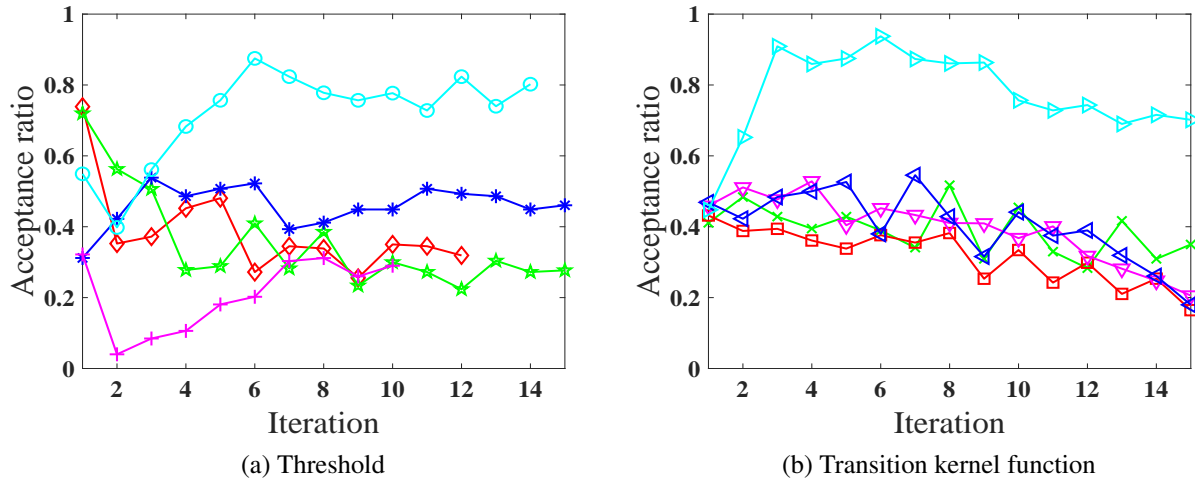 1
0.8
0.6
0.4
0.2
0
Acceptance ratio
2 4 6 8 10 12 14
Iteration
(a) Threshold
1
0.8
0.6
0.4
0.2
0
Acceptance ratio
2 4 6 8 10 12 14
Iteration
(b) Transition kernel function